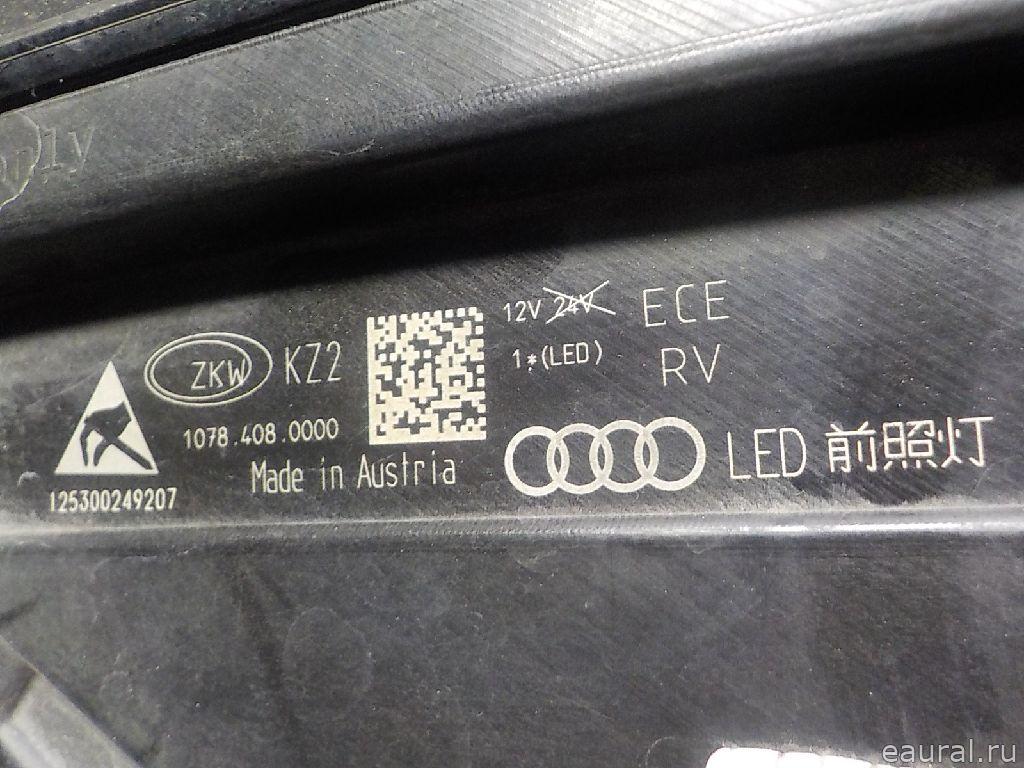 ZKW KZ2
1078.408.0000
Made in Austria
125300249207
12V 24V ECE
1*(LED) RV
LED 前照灯
eaural.ru